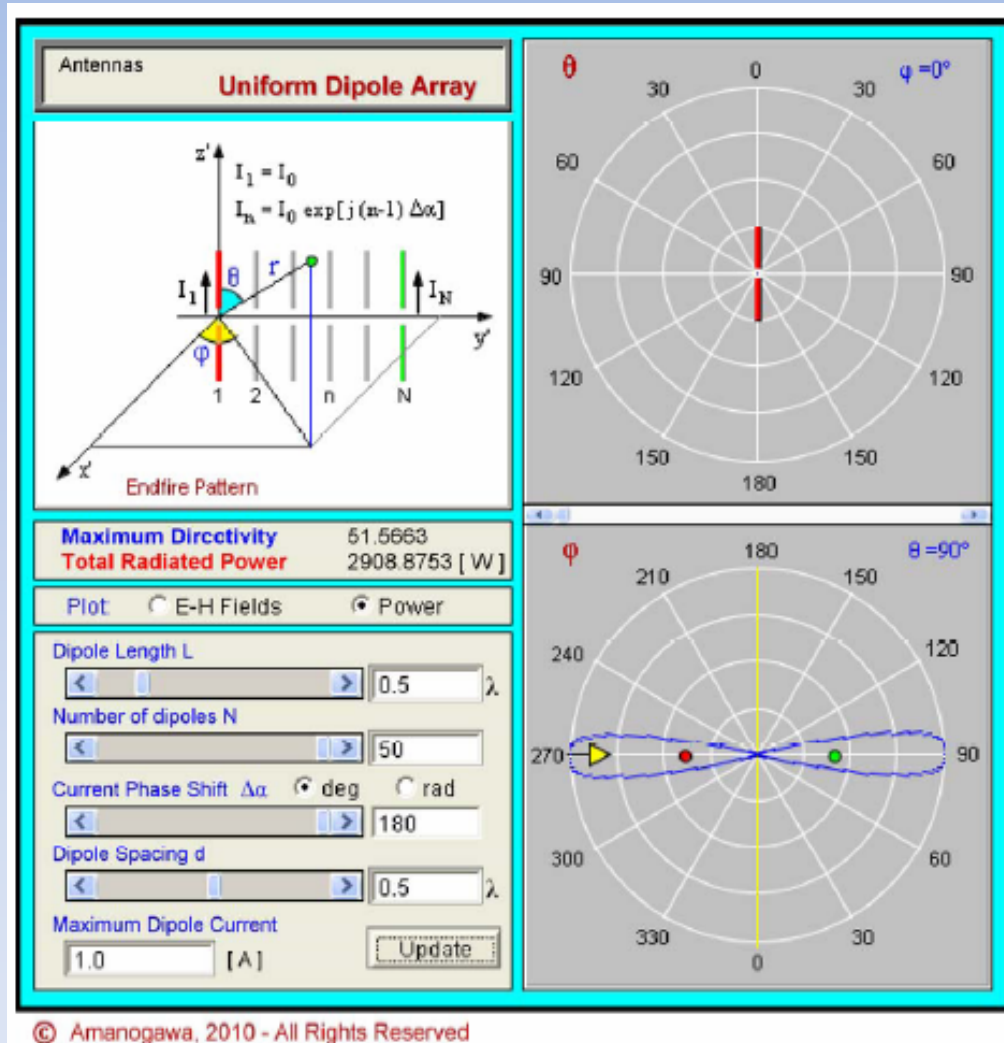 Antennas
Uniform Dipole Array
z'
I1 = I0
In = I0 exp[j(n-1) Δα]
θ
r
I1
IN
y'
φ
1 2 n N
x'
Endfire Pattern
Maximum Directivity 51.5663
Total Radiated Power 2908.8753 [ W ]
Plot: E-H Fields Power
Dipole Length L
0.5 λ
Number of dipoles N
50
Current Phase Shift Δα deg rad
180
Dipole Spacing d
0.5 λ
Maximum Dipole Current
1.0 [ A ]
Update
θ 0 φ =0°
30 30
60 60
90 90
120 120
150 150
180
φ 180 θ =90°
210 150
240 120
270 90
300 60
330 30
0
© Amanogawa, 2010 - All Rights Reserved